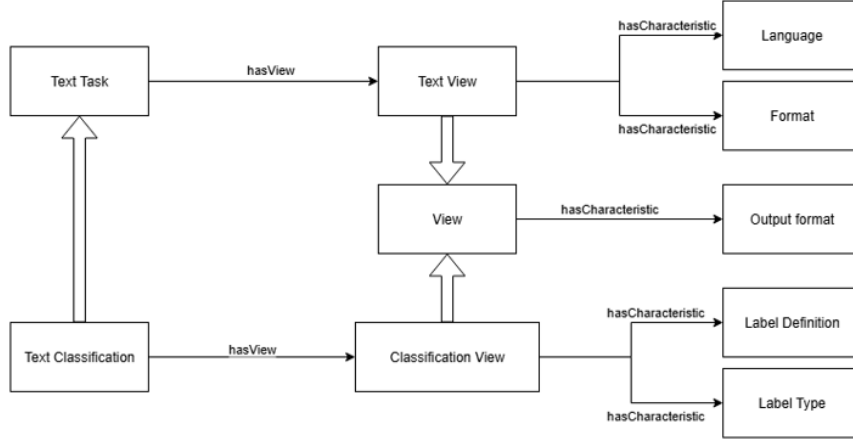 hasCharacteristic
Language
Text Task
hasView
Text View
hasCharacteristic
Format
View
hasCharacteristic
Output format
hasCharacteristic
Label Definition
Text Classification
hasView
Classification View
hasCharacteristic
Label Type